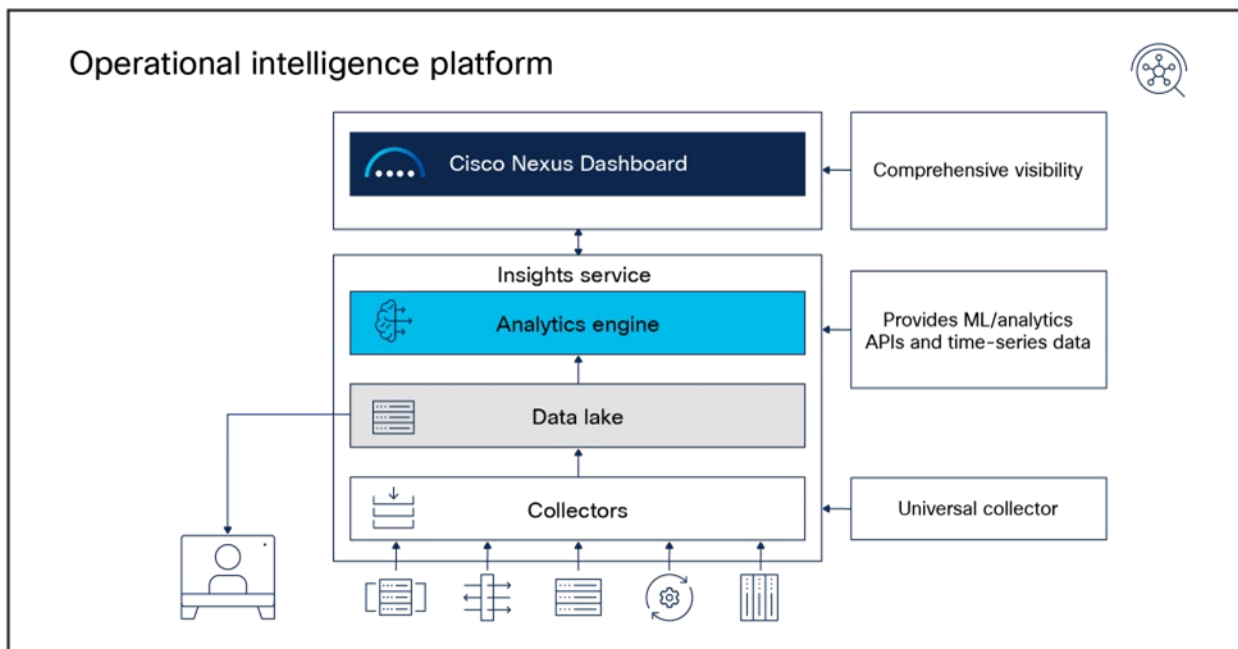 Operational intelligence platform
Cisco Nexus Dashboard
Comprehensive visibility
Insights service
Analytics engine
Provides ML/analytics
APIs and time-series data
Data lake
Collectors
Universal collector